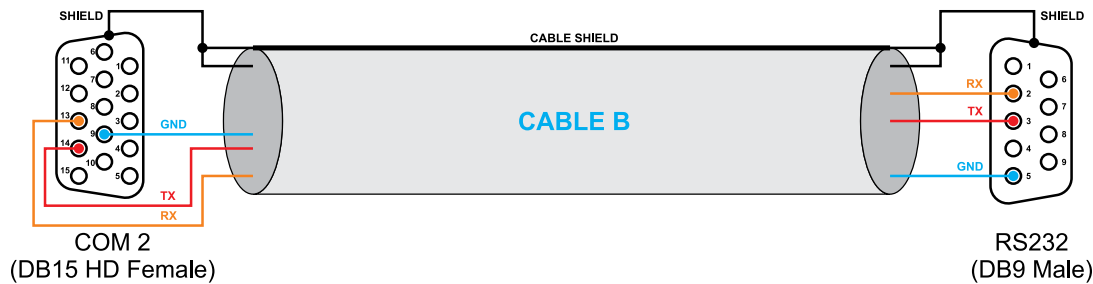 SHIELD
CABLE SHIELD
SHIELD
6
11
1
7
12
2
8
13
3
9
14
4
10
15
5
GND
TX
RX
CABLE B
RX
TX
GND
1
6
2
7
3
8
4
9
5
COM 2
(DB15 HD Female)
RS232
(DB9 Male)